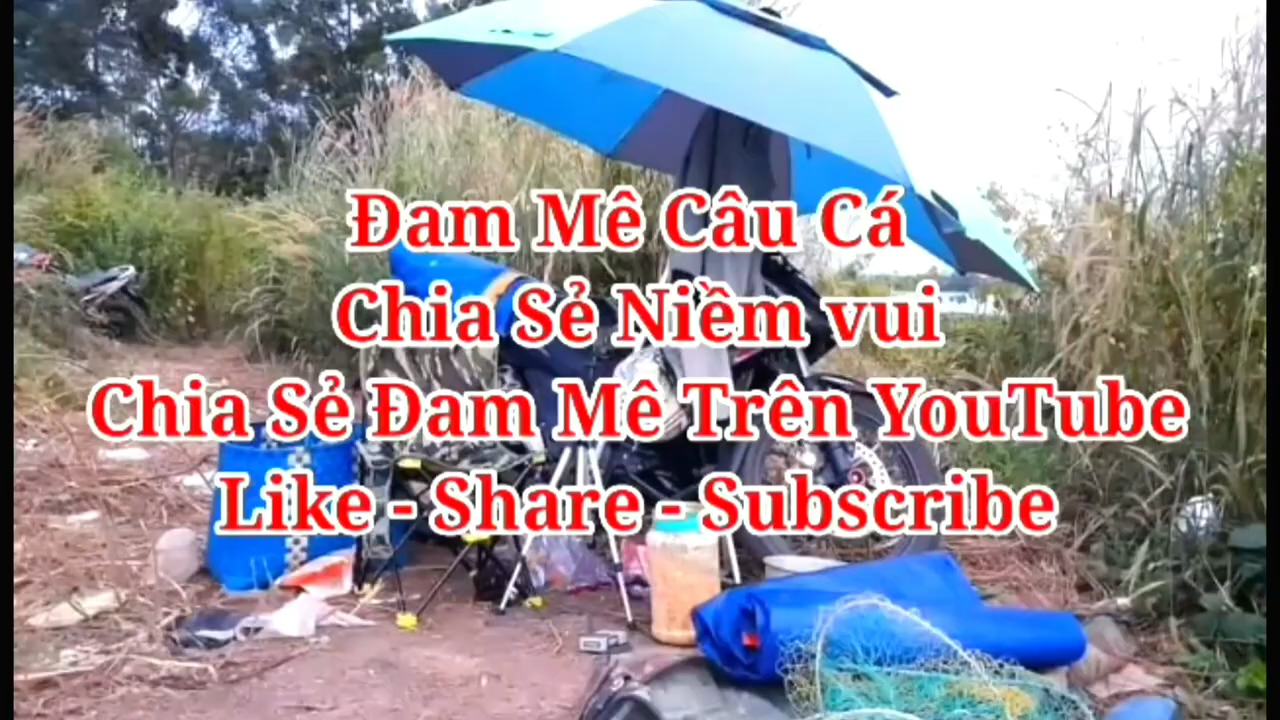 Đam Mê Câu Cá
Chia Sẻ Niềm vui
Chia Sẻ Đam Mê Trên YouTube
Like - Share - Subscribe